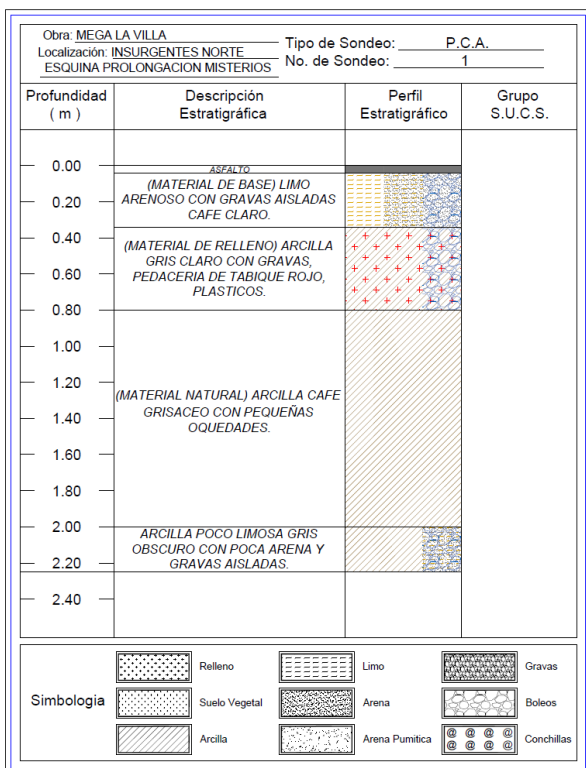 Obra: MEGA LA VILLA
Localización: INSURGENTES NORTE
ESQUINA PROLONGACION MISTERIOS
Tipo de Sondeo: P.C.A.
No. de Sondeo: 1
Profundidad
( m )
Descripción
Estratigráfica
Perfil
Estratigráfico
Grupo
S.U.C.S.
0.00
ASFALTO
0.20
(MATERIAL DE BASE) LIMO
ARENOSO CON GRAVAS AISLADAS
CAFE CLARO.
0.40
0.60
(MATERIAL DE RELLENO) ARCILLA
GRIS CLARO CON GRAVAS,
PEDACERIA DE TABIQUE ROJO,
PLASTICOS.
0.80
1.00
1.20
1.40
(MATERIAL NATURAL) ARCILLA CAFE
GRISACEO CON PEQUEÑAS
OQUEDADES.
1.60
1.80
2.00
2.20
ARCILLA POCO LIMOSA GRIS
OBSCURO CON POCA ARENA Y
GRAVAS AISLADAS.
2.40
Simbologia
Relleno
Limo
Gravas
Suelo Vegetal
Arena
Boleos
Arcilla
Arena Pumitica
@ @ @ @
@ @ @ @
Conchillas